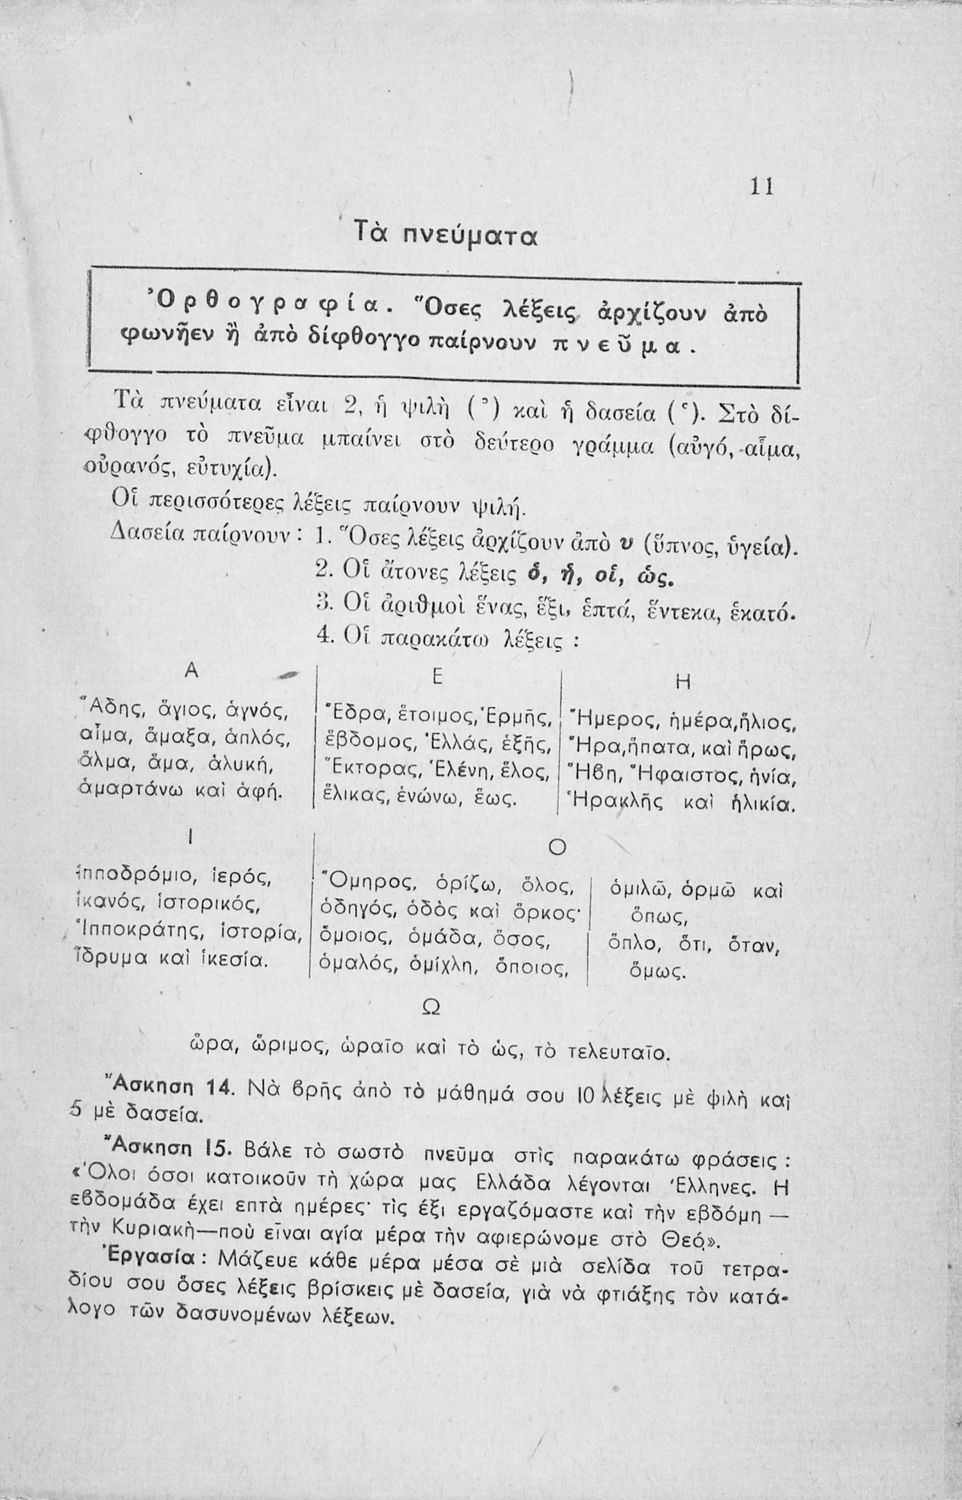 11
Τὰ πνεύματα
Ὀρθογραφία. Ὅσες λέξεις ἀρχίζουν ἀπὸ
φωνῆεν ἢ ἀπὸ δίφθογγο παίρνουν πνεῦμα.
Τὰ πνεύματα εἶναι 2, ἡ ψιλὴ (᾿) καὶ ἡ δασεία (῾). Στὸ δί-
φθογγο τὸ πνεῦμα μπαίνει στὸ δεύτερο γράμμα (αὐγό, αἷμα,
οὐρανός, εὐτυχία).
Οἱ περισσότερες λέξεις παίρνουν ψιλή.
Δασεία παίρνουν: 1. Ὅσες λέξεις ἀρχίζουν ἀπὸ υ (ὕπνος, ὑγεία).
2. Οἱ ἄτονες λέξεις ὁ, ἡ, οἱ, ὡς.
3. Οἱ ἀριθμοὶ ἕνας, ἕξι, ἑπτά, ἕντεκα, ἑκατό.
4. Οἱ παρακάτω λέξεις :
Α
Ἅδης, ἅγιος, ἁγνός,
αἷμα, ἅμαξα, ἁπλός,
ἅλμα, ἅμα, ἁλυκή,
ἁμαρτάνω καὶ ἁφή.
Ε
Ἕδρα, ἕτοιμος, Ἑρμῆς,
ἕβδομος, Ἑλλάς, ἑξῆς,
Ἕκτορας, Ἑλένη, ἕλος,
ἕλικας, ἑνώνω, ἕως.
Η
Ἥμερος, ἡμέρα, ἥλιος,
Ἥρα, ἥπατα, καὶ ἥρως,
Ἥβη, Ἥφαιστος, ἡνία,
Ἡρακλῆς καὶ ἡλικία.
Ι
ἱπποδρόμιο, ἱερός,
ἱκανός, ἱστορικός,
Ἱπποκράτης, ἱστορία,
ἵδρυμα καὶ ἱκεσία.
Ο
Ὅμηρος, ὁρίζω, ὅλος,
ὁδηγός, ὁδὸς καὶ ὅρκος·
ὅμοιος, ὁμάδα, ὅσος,
ὁμαλός, ὁμίχλη, ὅποιος,
ὁμιλῶ, ὁρμῶ καὶ
ὅπως,
ὅπλο, ὅτι, ὅταν,
ὅμως.
Ω
ὥρα, ὥριμος, ὡραῖο καὶ τὸ ὡς, τὸ τελευταῖο.
Ἄσκηση 14. Νὰ βρῆς ἀπὸ τὸ μάθημά σου 10 λέξεις μὲ ψιλὴ καὶ
5 μὲ δασεία.
Ἄσκηση 15. Βάλε τὸ σωστὸ πνεῦμα στὶς παρακάτω φράσεις :
«Όλοι όσοι κατοικοῦν τὴ χώρα μας Ελλάδα λέγονται Έλληνες. Η
εβδομάδα έχει επτὰ ημέρες· τὶς έξι εργαζόμαστε καὶ τὴν εβδόμη —
τὴν Κυριακὴ—ποὺ εῖναι αγία μέρα τὴν αφιερώνομε στὸ Θεό».
Ἐργασία : Μάζευε κάθε μέρα μέσα σὲ μιὰ σελίδα τοῦ τετρα-
δίου σου ὅσες λέξεις βρίσκεις μὲ δασεία, γιὰ νὰ φτιάξης τὸν κατά-
λογο τῶν δασυνομένων λέξεων.